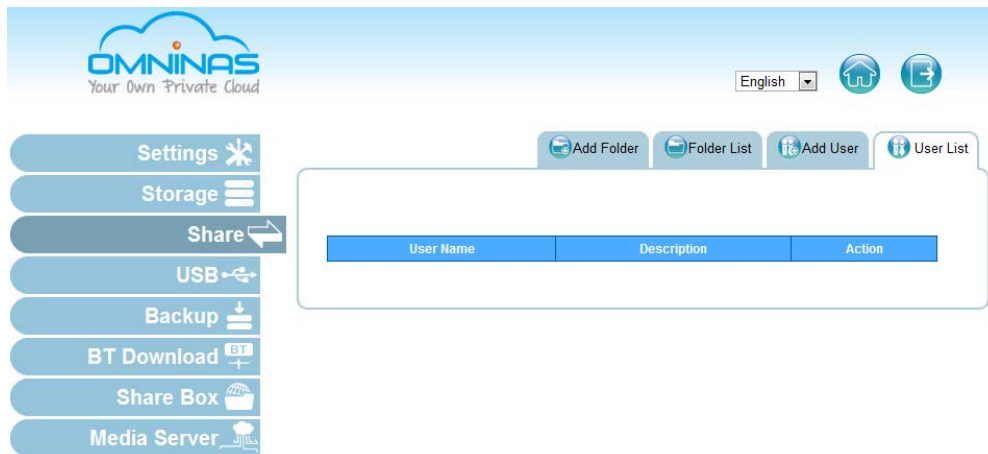 OMNINAS
Your Own Private Cloud
English
Add Folder
Folder List
Add User
User List
Settings
Storage
Share
USB
Backup
BT Download
BT
Share Box
Media Server
User Name
Description
Action